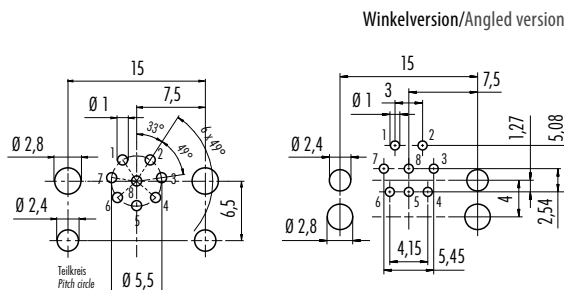 Winkelversion/Angled version
15
7,5
Ø 1
33°
6 x 49°
49°
Ø 2,8
Ø 2,4
1
2
7
3
8
6
4
5
6,5
Teilkreis
Pitch circle
Ø 5,5
15
7,5
3
Ø 1
1,27
5,08
1
2
Ø 2,4
7
8
3
6
5
4
4
2,54
Ø 2,8
4,15
5,45